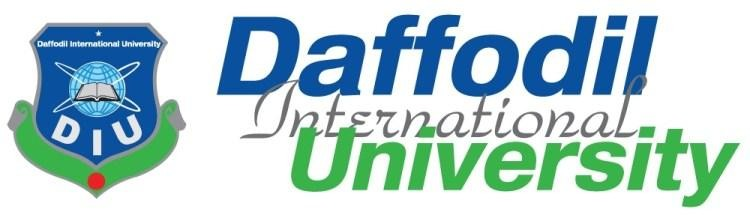 Daffodil International University
DIU
Daffodil
International
University